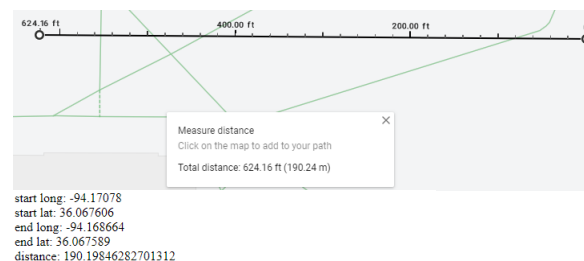 624.16 ft
400.00 ft
200.00 ft
Measure distance
Click on the map to add to your path
Total distance: 624.16 ft (190.24 m)
start long: -94.17078
start lat: 36.067606
end long: -94.168664
end lat: 36.067589
distance: 190.19846282701312